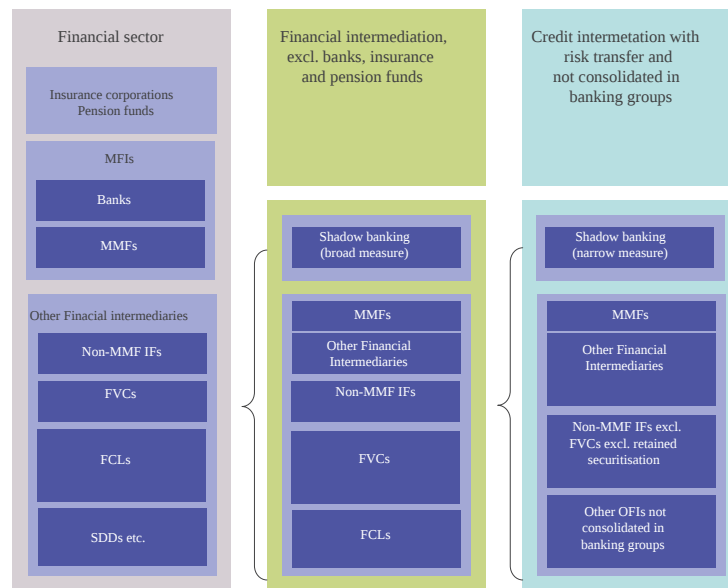 Financial sector
Insurance corporations
Pension funds
MFIs
Banks
MMFs
Other Finacial intermediaries
Non-MMF IFs
FVCs
FCLs
SDDs etc.
Financial intermediation,
excl. banks, insurance
and pension funds
Shadow banking
(broad measure)
MMFs
Other Financial
Intermediaries
Non-MMF IFs
FVCs
FCLs
Credit intermetation with
risk transfer and
not consolidated in
banking groups
Shadow banking
(narrow measure)
MMFs
Other Financial
Intermediaries
Non-MMF IFs excl.
FVCs excl. retained
securitisation
Other OFIs not
consolidated in
banking groups